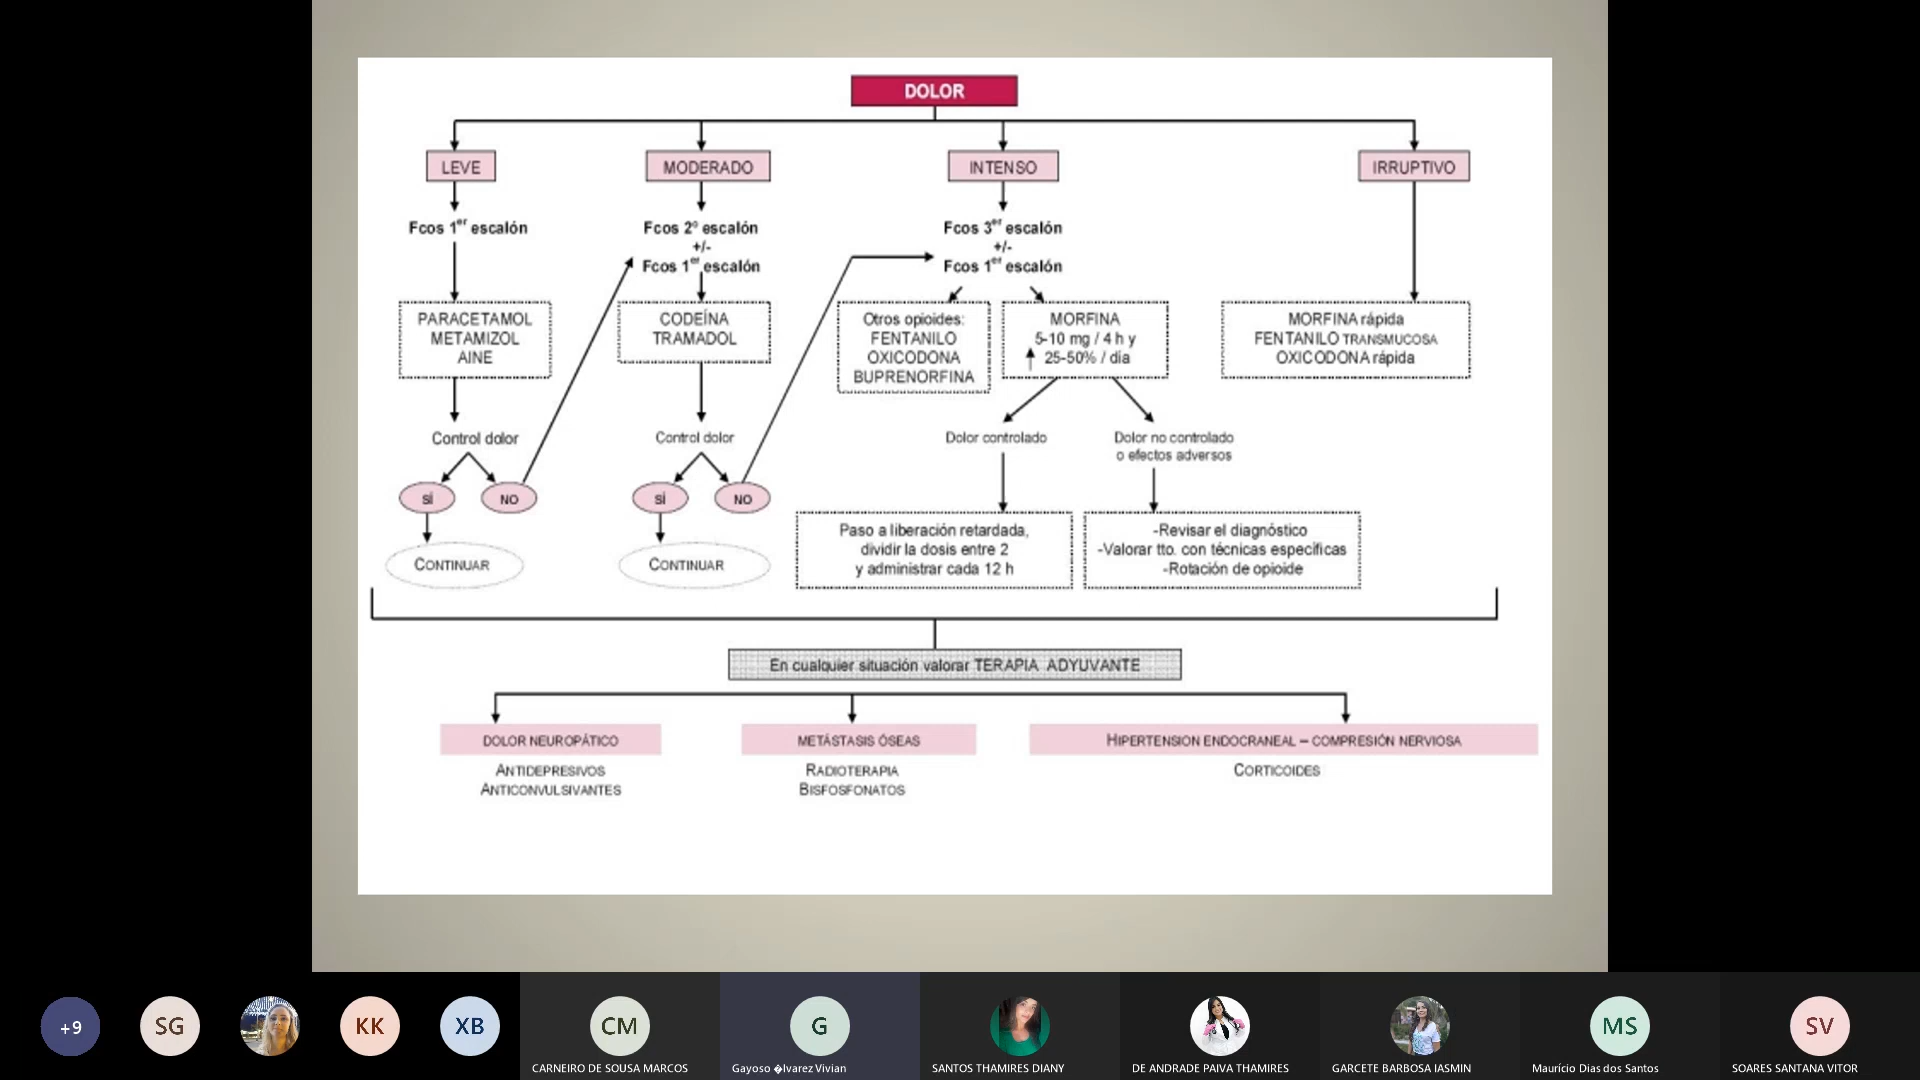 DOLOR
LEVE
MODERADO
INTENSO
IRRUPTIVO
Fcos 1er escalón
Fcos 2º escalón
+/-
Fcos 1er escalón
Fcos 3er escalón
+/-
Fcos 1er escalón
PARACETAMOL
METAMIZOL
AINE
CODEÍNA
TRAMADOL
Otros opioides:
FENTANILO
OXICODONA
BUPRENORFINA
MORFINA
5-10 mg / 4 h y
25-50% / día
MORFINA rápida
FENTANILO TRANSMUCOSA
OXICODONA rápida
Control dolor
SÍ
NO
CONTINUAR
Control dolor
SÍ
NO
CONTINUAR
Dolor controlado
Dolor no controlado
o efectos adversos
Paso a liberación retardada,
dividir la dosis entre 2
y administrar cada 12 h
-Revisar el diagnóstico
-Valorar tto. con técnicas específicas
-Rotación de opioide
En cualquier situación valorar TERAPIA ADYUVANTE
DOLOR NEUROPÁTICO
ANTIDEPRESIVOS
ANTICONVULSIVANTES
METÁSTASIS ÓSEAS
RADIOTERAPIA
BISFOSFONATOS
HIPERTENSION ENDOCRANEAL – COMPRESIÓN NERVIOSA
CORTICOIDES
+9
SG
KK
XB
CM
CARNEIRO DE SOUSA MARCOS
G
Gayoso �lvarez Vivian
SANTOS THAMIRES DIANY
DE ANDRADE PAIVA THAMIRES
GARCETE BARBOSA IASMIN
MS
Maurício Dias dos Santos
SV
SOARES SANTANA VITOR